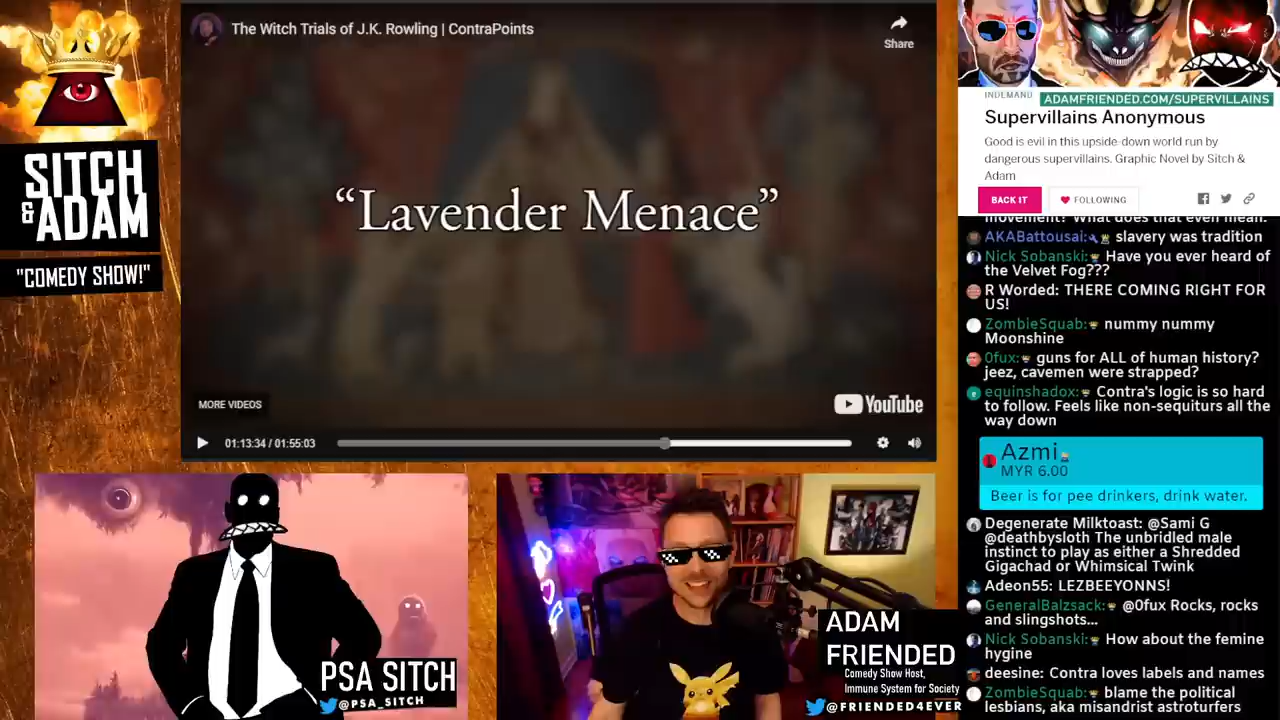 The Witch Trials of J.K. Rowling | ContraPoints
Share
“Lavender Menace”
MORE VIDEOS
YouTube
01:13:34 / 01:55:03
SITCH
& ADAM
"COMEDY SHOW!"
PSA SITCH
@PSA_SITCH
ADAM
FRIENDED
Comedy Show Host,
Immune System for Society
@FRIENDED4EVER
INDEMAND
ADAMFRIENDED.COM/SUPERVILLAINS
Supervillains Anonymous
Good is evil in this upside-down world run by
dangerous supervillains. Graphic Novel by Sitch &
Adam
BACK IT
FOLLOWING
movement? What does that even mean.
AKABattousai: slavery was tradition
Nick Sobanski: Have you ever heard of
the Velvet Fog???
R Worded: THERE COMING RIGHT FOR
US!
ZombieSquab: nummy nummy
Moonshine
0fux: guns for ALL of human history?
jeez, cavemen were strapped?
equinshadox: Contra's logic is so hard
to follow. Feels like non-sequiturs all the
way down
Azmi
MYR 6.00
Beer is for pee drinkers, drink water.
Degenerate Milktoast: @Sami G
@deathbysloth The unbridled male
instinct to play as either a Shredded
Gigachad or Whimsical Twink
Adeon55: LEZBEEYONNS!
GeneralBalzsack: @0fux Rocks, rocks
and slingshots...
Nick Sobanski: How about the femine
hygine
deesine: Contra loves labels and names
ZombieSquab: blame the political
lesbians, aka misandrist astroturfers